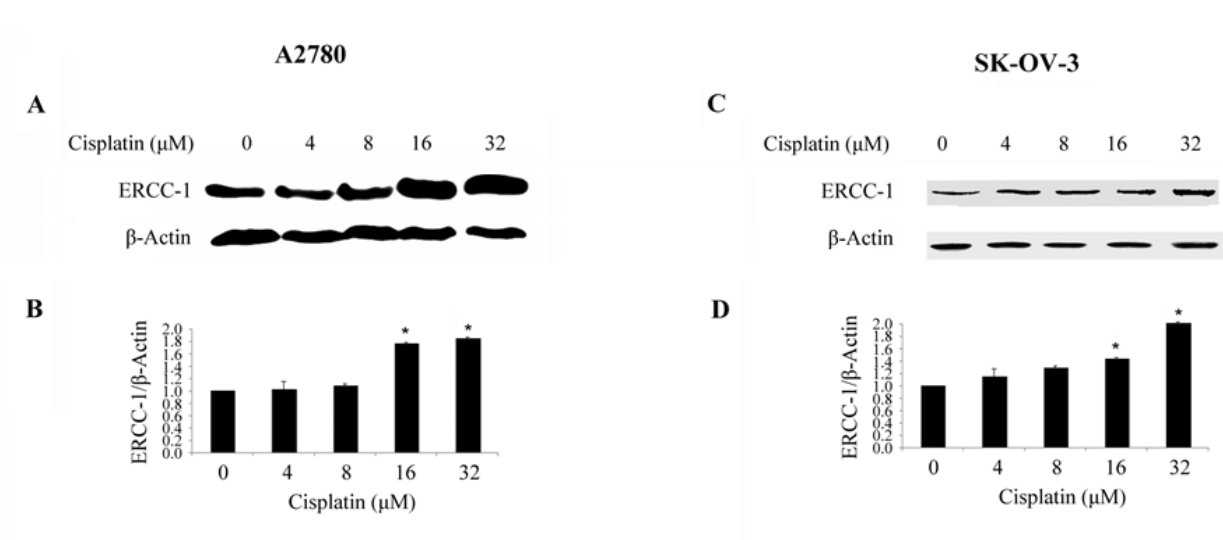 A2780
A
Cisplatin (μM) 0 4 8 16 32
ERCC-1
β-Actin
B
ERCC-1/β-Actin
2.0
1.8
1.6
1.4
1.2
1.0
0.8
0.6
0.4
0.2
0.0
* *
0 4 8 16 32
Cisplatin (μM)
SK-OV-3
C
Cisplatin (μM) 0 4 8 16 32
ERCC-1
β-Actin
D
ERCC-1/β-Actin
2.0
1.8
1.6
1.4
1.2
1.0
0.8
0.6
0.4
0.2
0.0
* *
0 4 8 16 32
Cisplatin (μM)